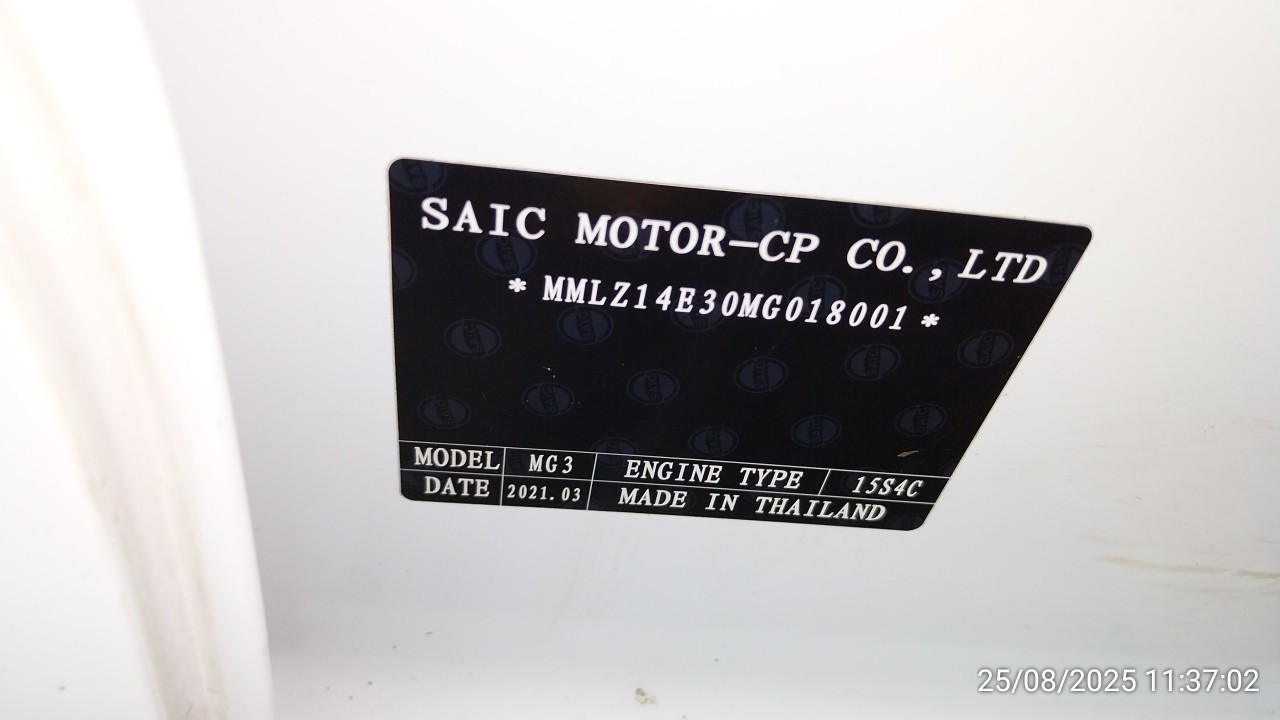 SAIC MOTOR-CP CO.,LTD
* MMLZ14E30MG018001 *
MODEL MG3 ENGINE TYPE 15S4C
DATE 2021.03 MADE IN THAILAND
25/08/2025 11:37:02